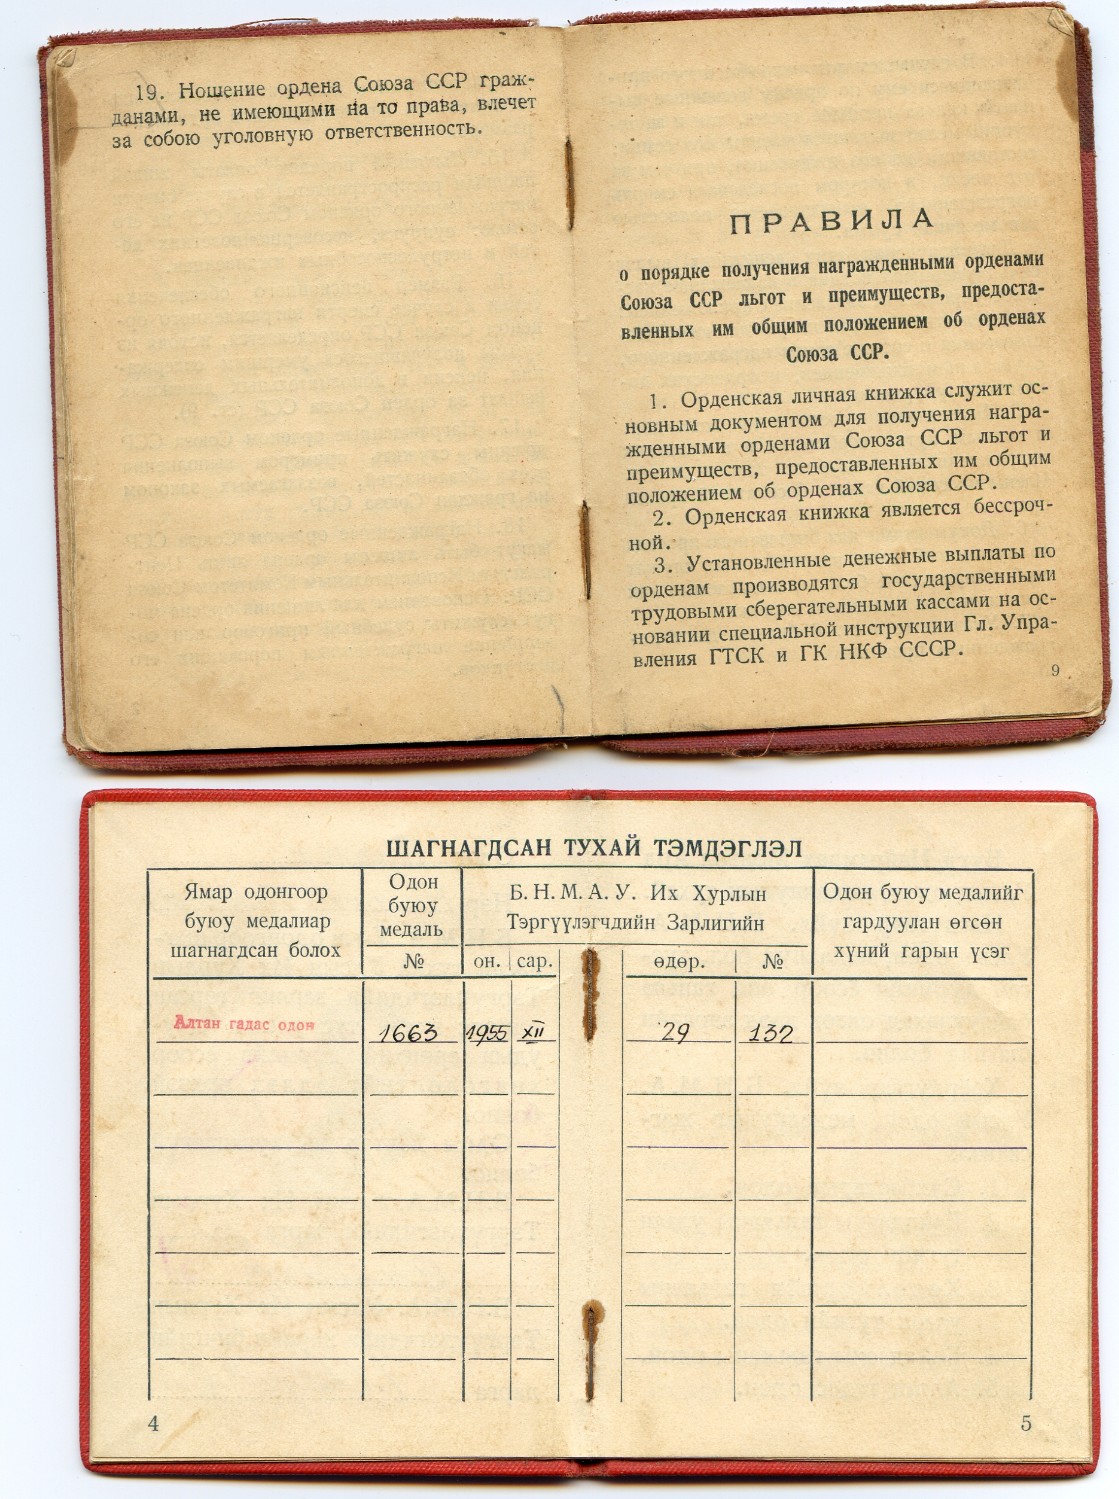 19. Ношение ордена Союза ССР граж-
данами, не имеющими на то права, влечет
за собою уголовную ответственность.
ПРАВИЛА
о порядке получения награжденными орденами
Союза ССР льгот и преимуществ, предоста-
вленных им общим положением об орденах
Союза ССР.
1. Орденская личная книжка служит ос-
новным документом для получения награ-
жденными орденами Союза ССР льгот и
преимуществ, предоставленных им общим
положением об орденах Союза ССР.
2. Орденская книжка является бессроч-
ной.
3. Установленные денежные выплаты по
орденам производятся государственными
трудовыми сберегательными кассами на ос-
новании специальной инструкции Гл. Упра-
вления ГТСК и ГК НКФ СССР.
9
ШАГНАГДСАН ТУХАЙ ТЭМДЭГЛЭЛ
Ямар одонгоор
буюу медалиар
шагнагдсан болох
Одон
буюу
медаль
№
Б. Н. М. А. У. Их Хурлын
Тэргүүлэгчдийн Зарлигийн
он. сар. өдөр. №
Одон буюу медалийг
гардуулан өгсөн
хүний гарын үсэг
Алтан гадас одон 1663 1955 XII 29 132
4
5